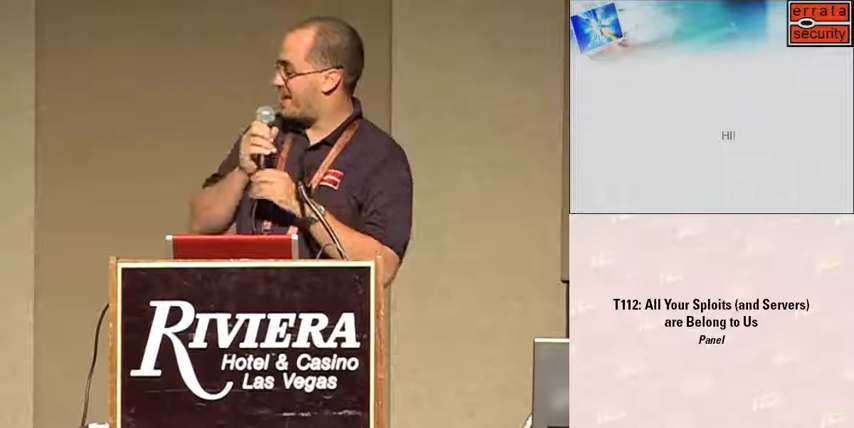 errata
security
HI!
RIVIERA
Hotel & Casino
Las Vegas
T112: All Your Sploits (and Servers)
are Belong to Us
Panel